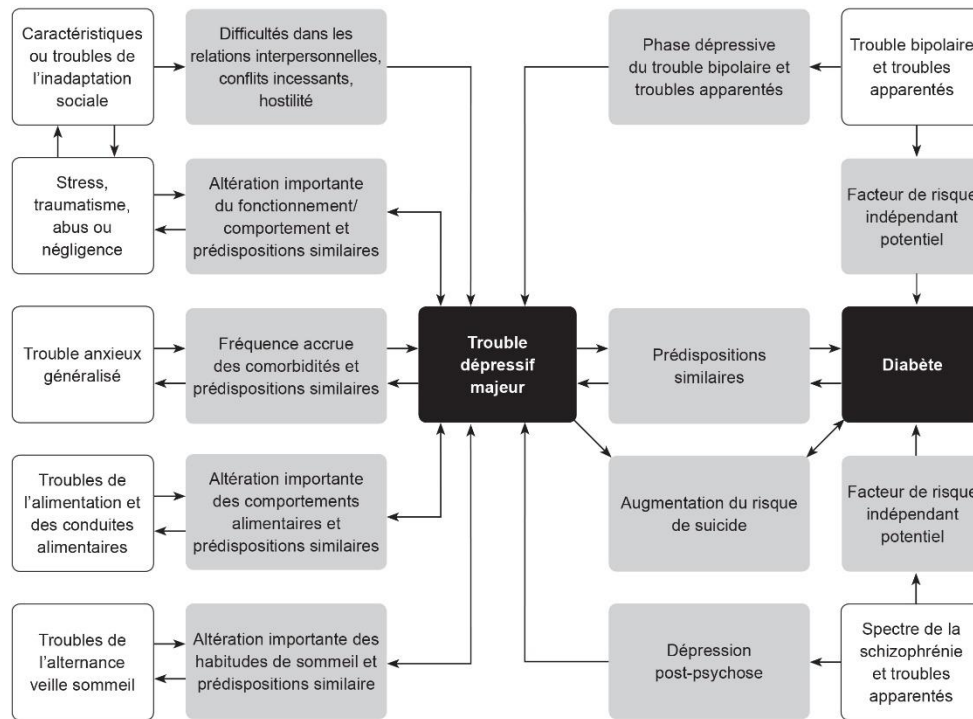 Caractéristiques
ou troubles de
l'inadaptation
sociale
Difficultés dans les
relations interpersonnelles,
conflits incessants,
hostilité
Phase dépressive
du trouble bipolaire et
troubles apparentés
Trouble bipolaire
et troubles
apparentés
Stress,
traumatisme,
abus ou
négligence
Altération importante
du fonctionnement/
comportement et
prédispositions similaires
Facteur de risque
indépendant
potentiel
Trouble anxieux
généralisé
Fréquence accrue
des comorbidités et
prédispositions similaires
Trouble
dépressif
majeur
Prédispositions
similaires
Diabète
Troubles de
l'alimentation et
des conduites
alimentaires
Altération importante
des comportements
alimentaires et
prédispositions similaires
Augmentation du risque
de suicide
Facteur de risque
indépendant
potentiel
Troubles de
l'alternance
veille sommeil
Altération importante des
habitudes de sommeil et
prédispositions similaire
Dépression
post-psychose
Spectre de la
schizophrénie
et troubles
apparentés